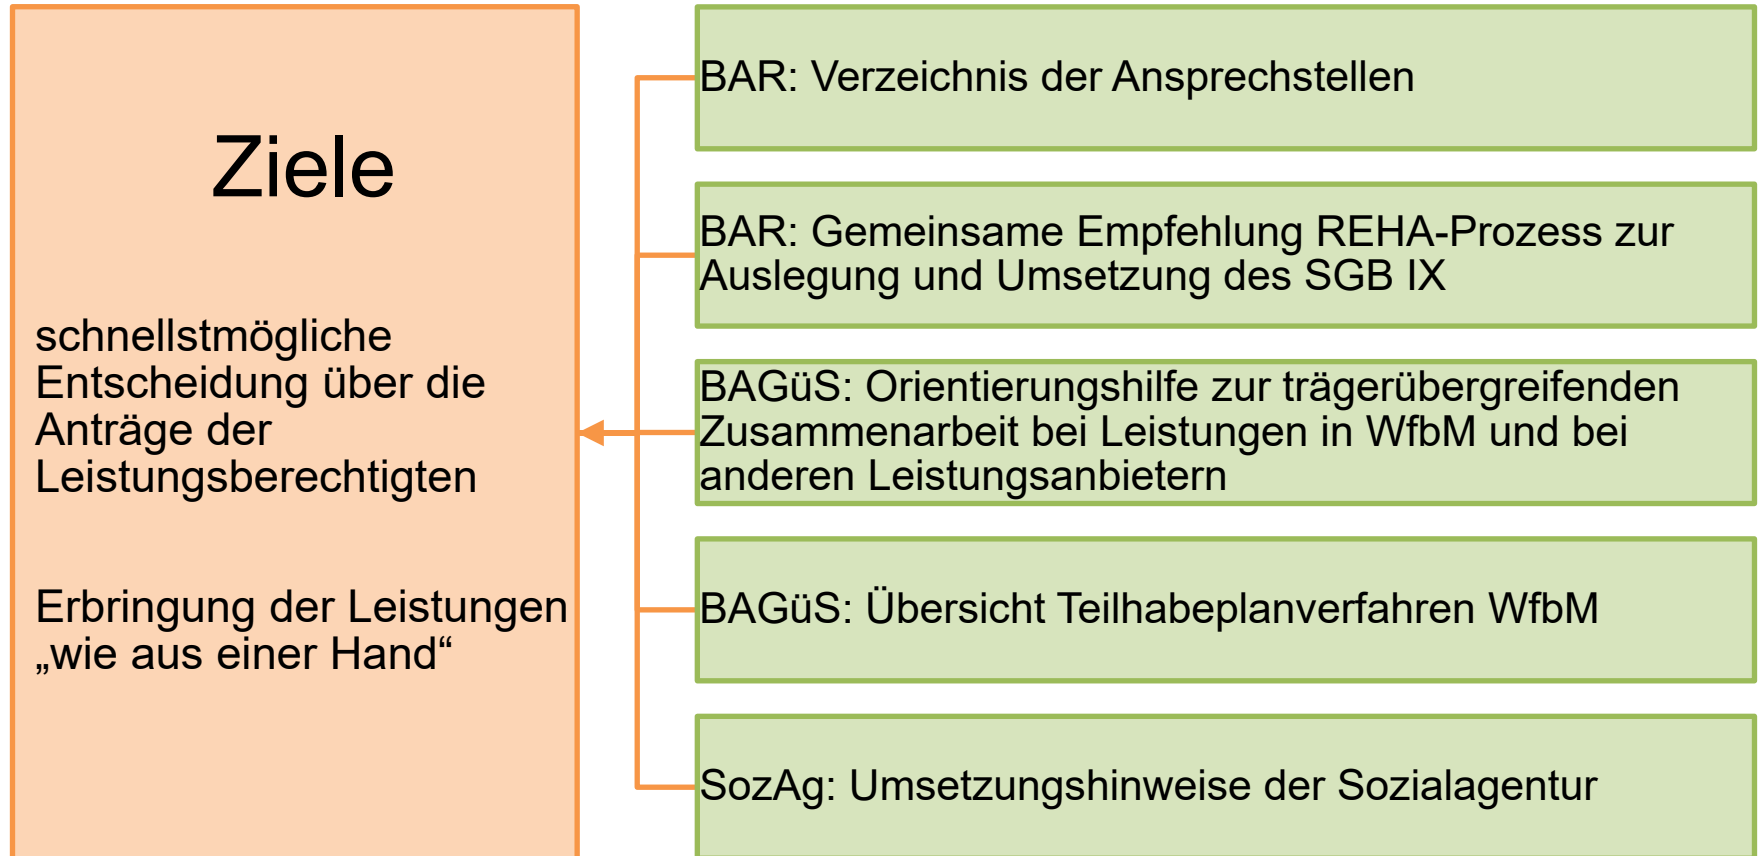 Ziele
schnellstmögliche
Entscheidung über die
Anträge der
Leistungsberechtigten
Erbringung der Leistungen
„wie aus einer Hand“
BAR: Verzeichnis der Ansprechstellen
BAR: Gemeinsame Empfehlung REHA-Prozess zur
Auslegung und Umsetzung des SGB IX
BAGüS: Orientierungshilfe zur trägerübergreifenden
Zusammenarbeit bei Leistungen in WfbM und bei
anderen Leistungsanbietern
BAGüS: Übersicht Teilhabeplanverfahren WfbM
SozAg: Umsetzungshinweise der Sozialagentur